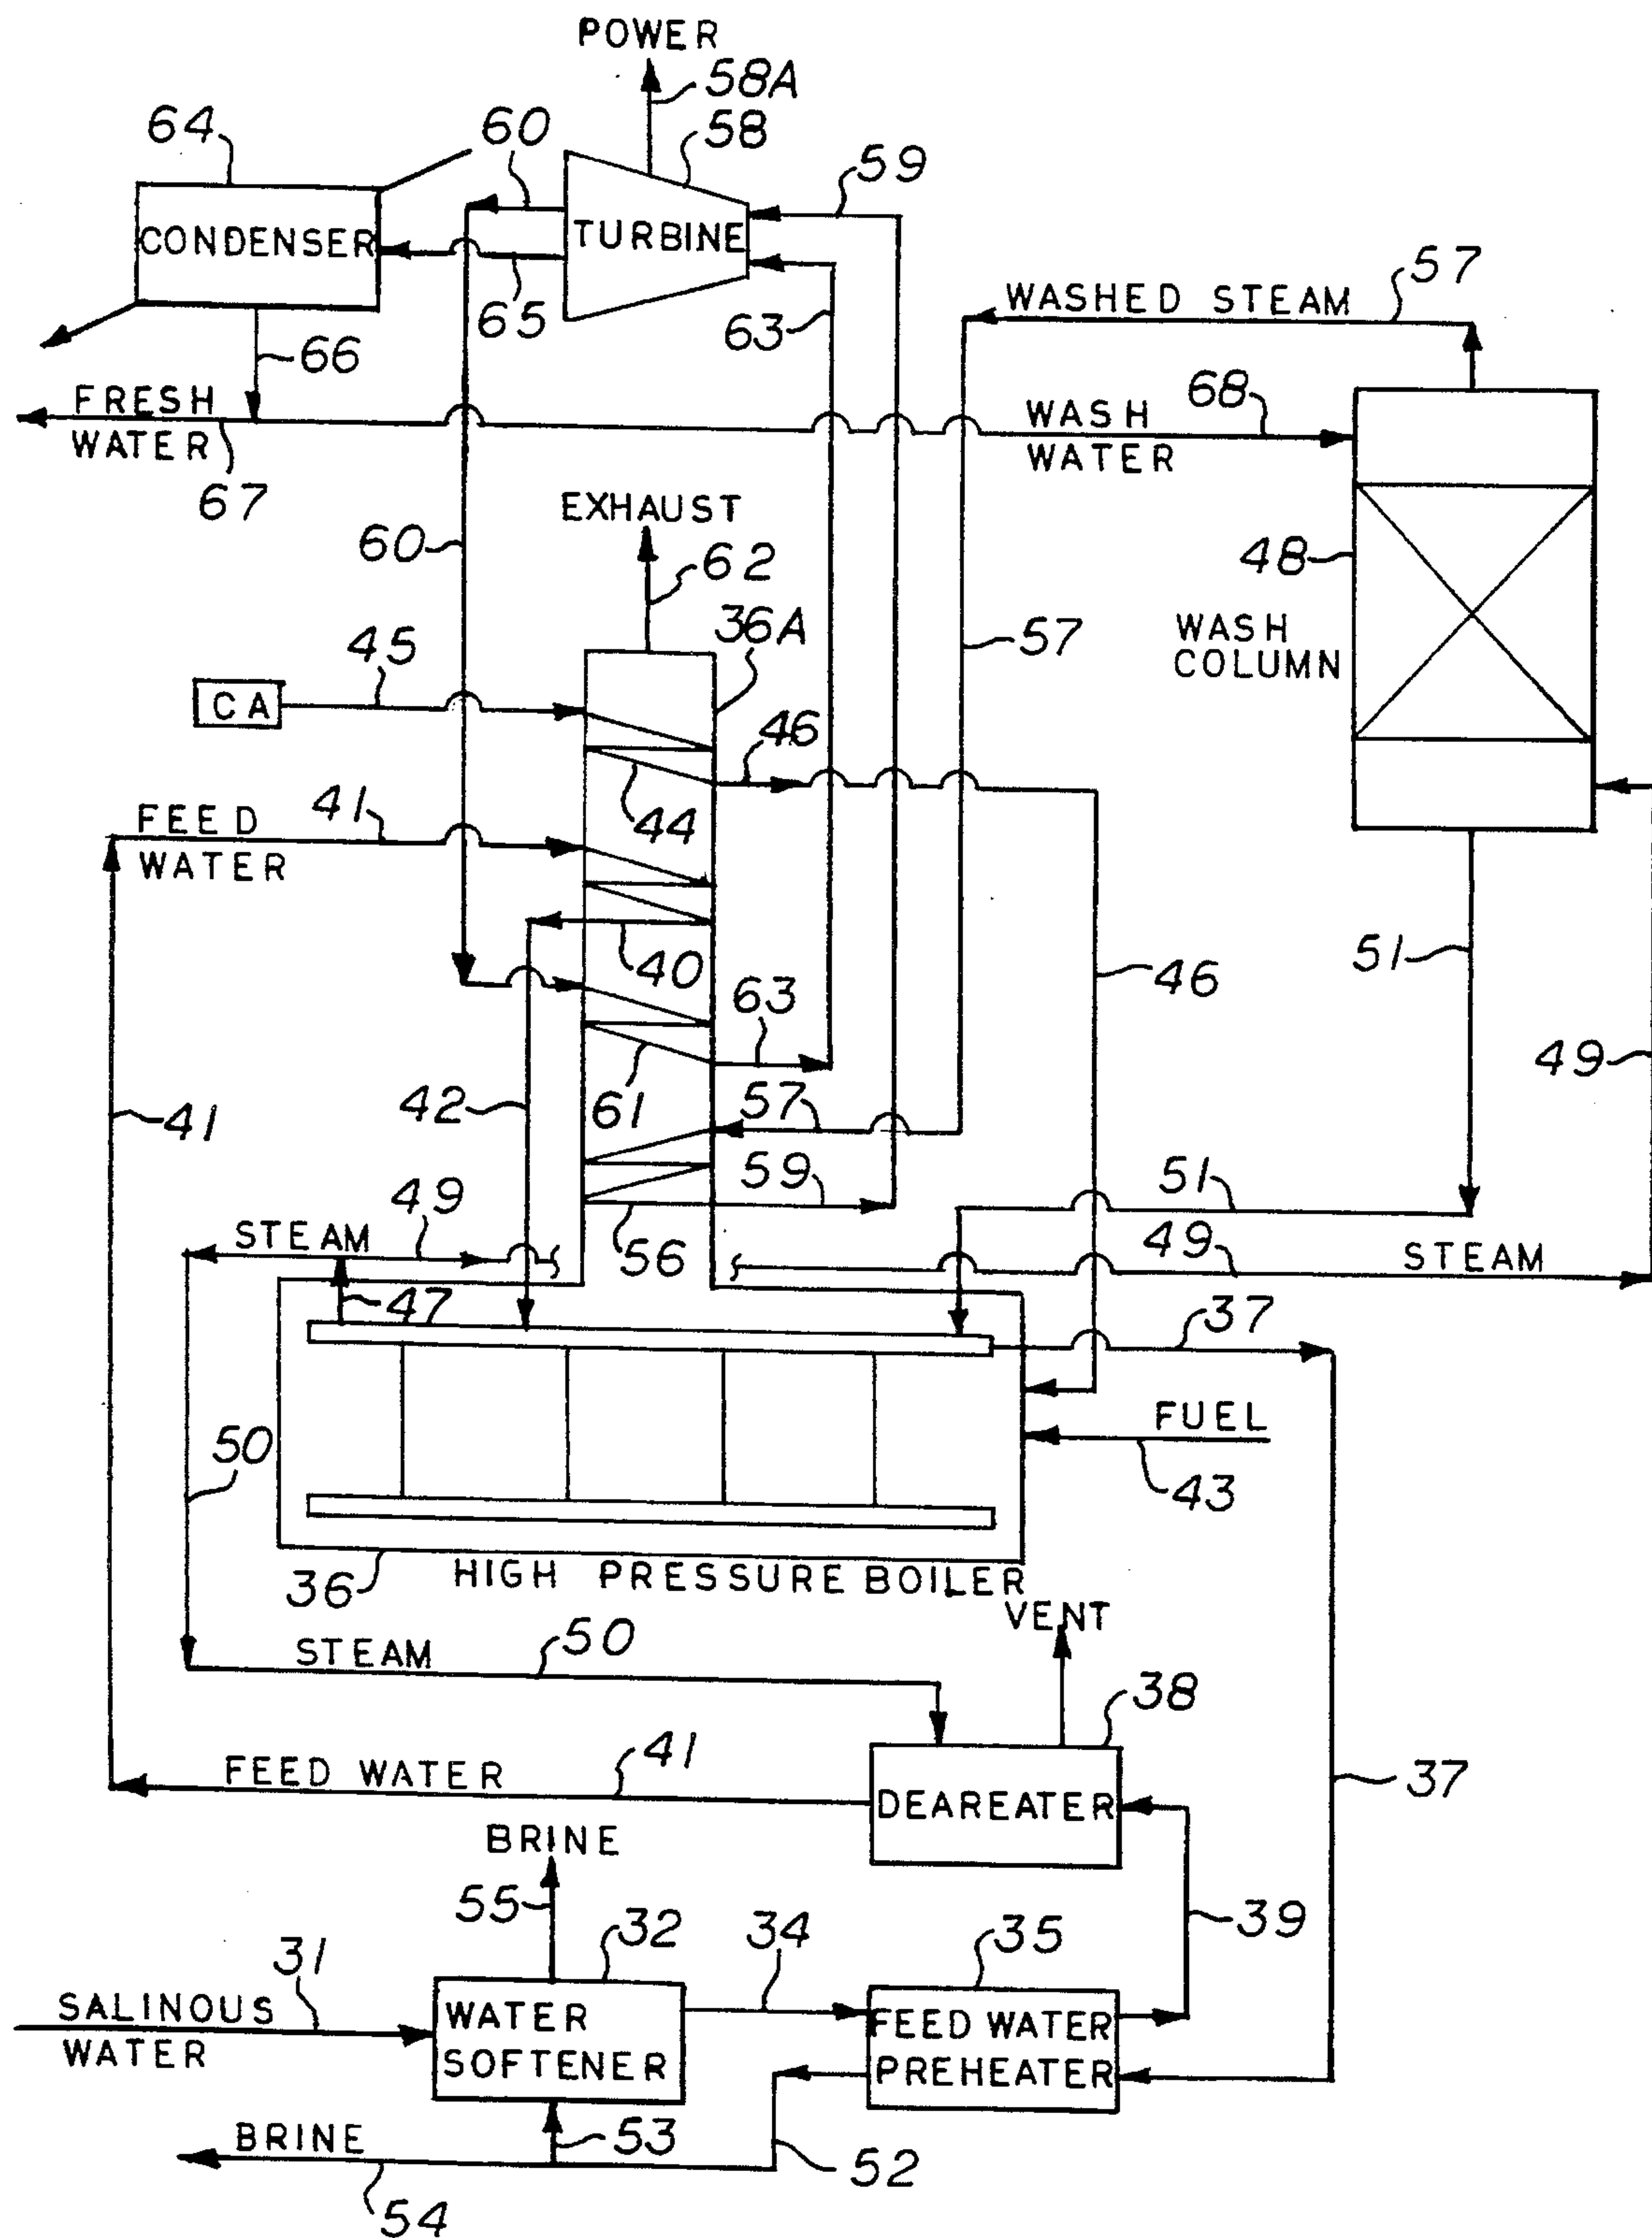 POWER
58A
64
60
58
59
CONDENSER
TURBINE
57
65
WASHED STEAM
63
66
68
FRESH
WATER
WASH
WATER
67
EXHAUST
60
62
48
36A
WASH
COLUMN
57
45
CA
46
44
41
FEED
WATER
40
51
46
63
49
42
61
57
41
59
51
49
STEAM
56
49
STEAM
47
37
FUEL
50
43
36
HIGH PRESSURE BOILER
VENT
STEAM
50
38
41
FEED WATER
37
DEAREATER
BRINE
55
32
34
35
39
31
SALINOUS
WATER
WATER
SOFTENER
FEED WATER
PREHEATER
BRINE
53
52
54